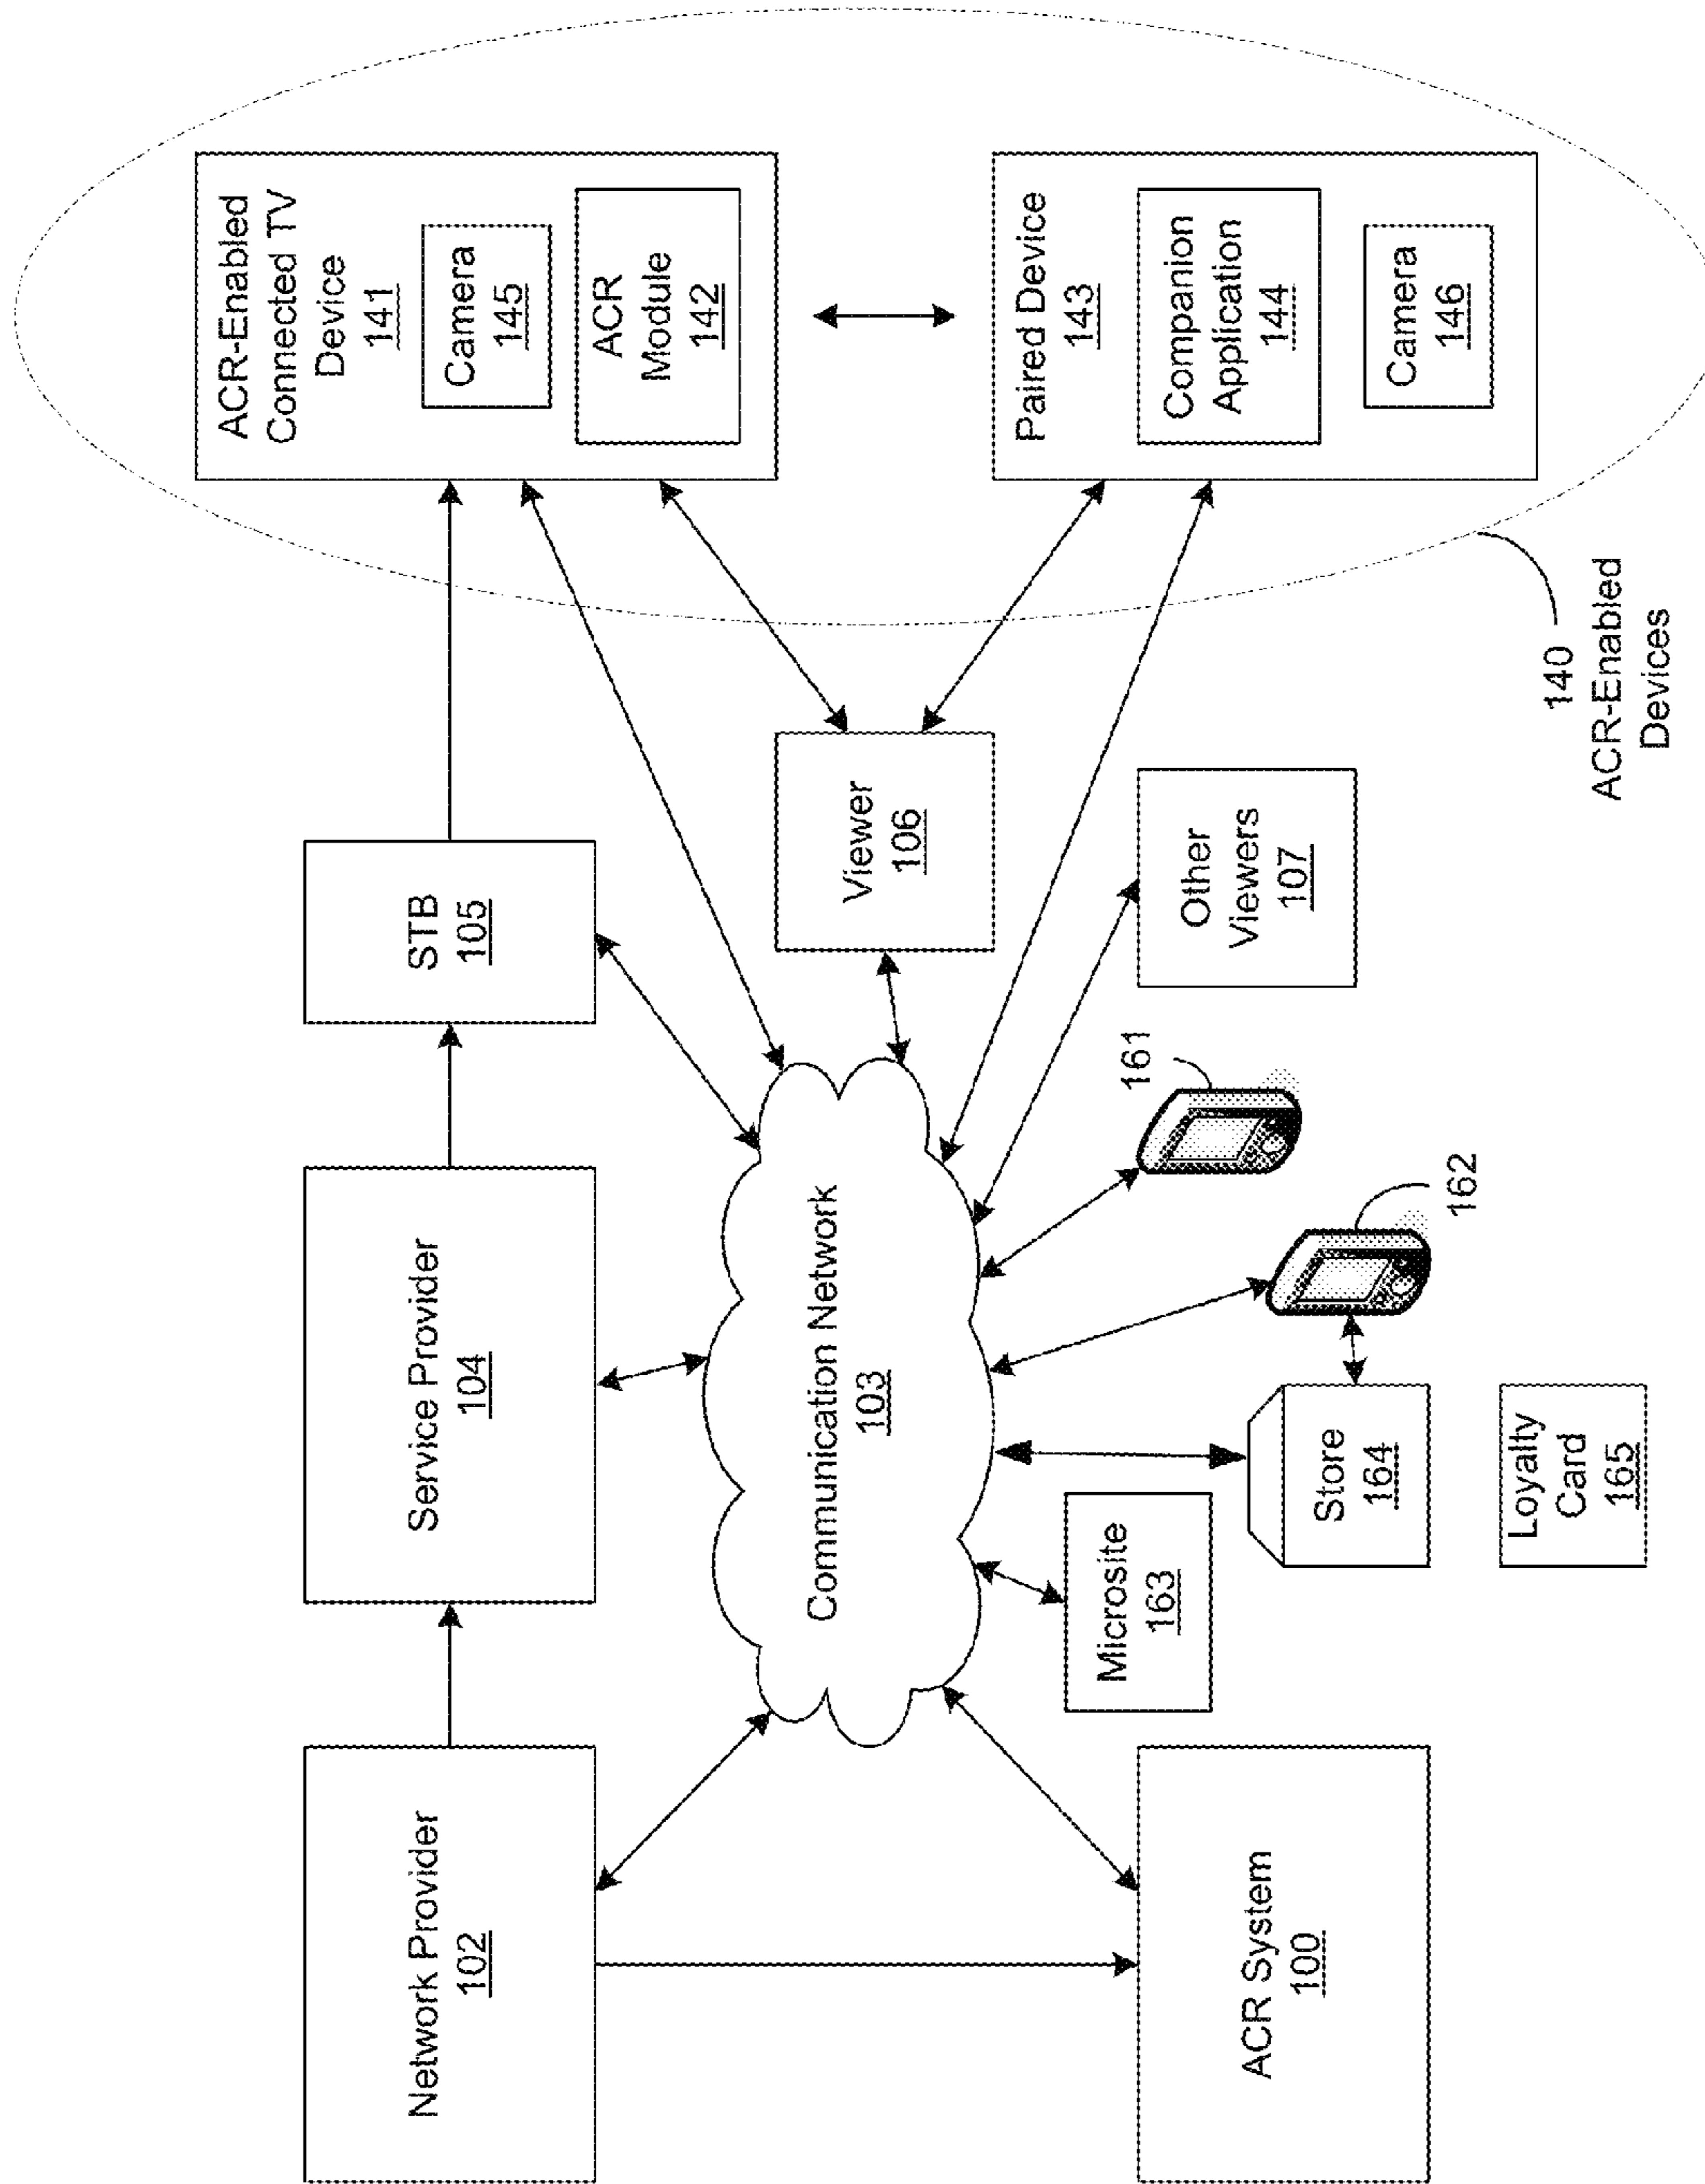 Network Provider
102
Service Provider
104
STB
105
ACR-Enabled
Connected TV
Device
141
Camera
145
ACR
Module
142
Communication Network
103
Viewer
106
Paired Device
143
Companion
Application
144
Camera
146
Other
Viewers
107
161
162
Microsite
163
Store
164
Loyalty
Card
165
ACR System
100
140
ACR-Enabled
Devices